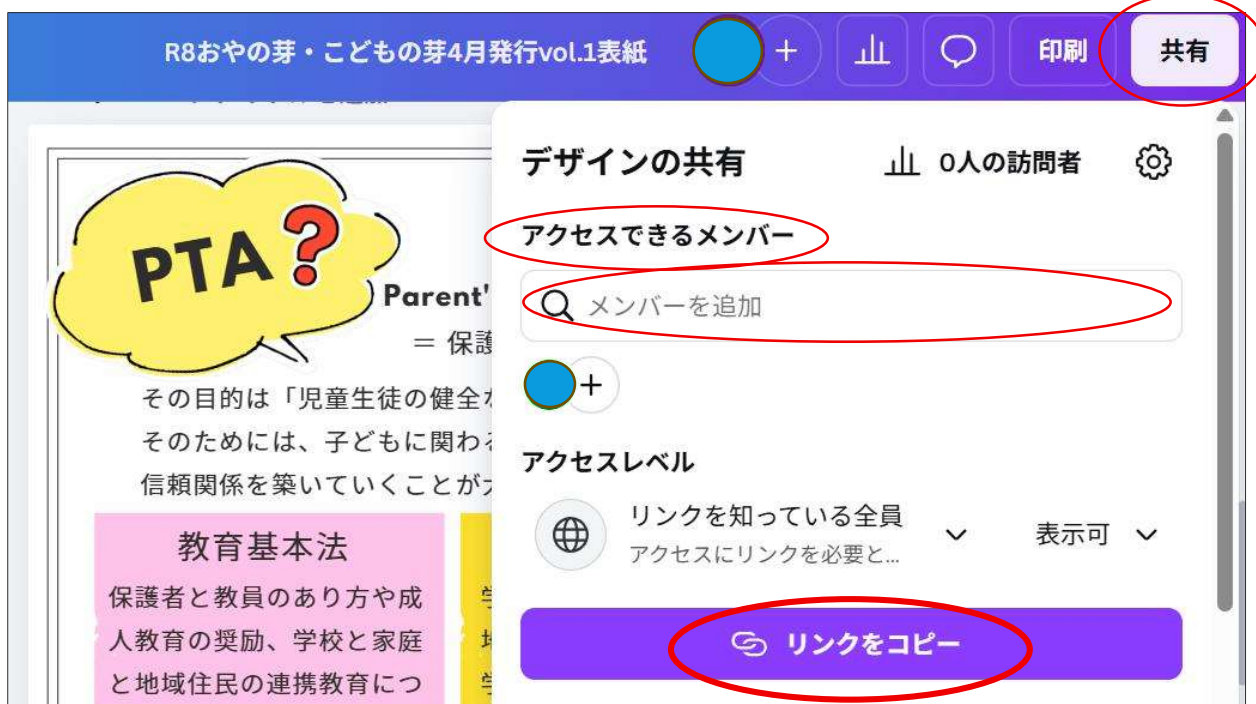 R8おやの芽・こどもの芽4月発行vol.1表紙
印刷
共有
デザインの共有
0人の訪問者
アクセスできるメンバー
メンバーを追加
アクセスレベル
リンクを知っている全員
アクセスにリンクを必要と...
表示可
リンクをコピー
PTA?
Parent'
＝ 保護
その目的は「児童生徒の健全
そのためには、子どもに関わ
信頼関係を築いていくことが
教育基本法
保護者と教員のあり方や成
人教育の奨励、学校と家庭
と地域住民の連携教育につ